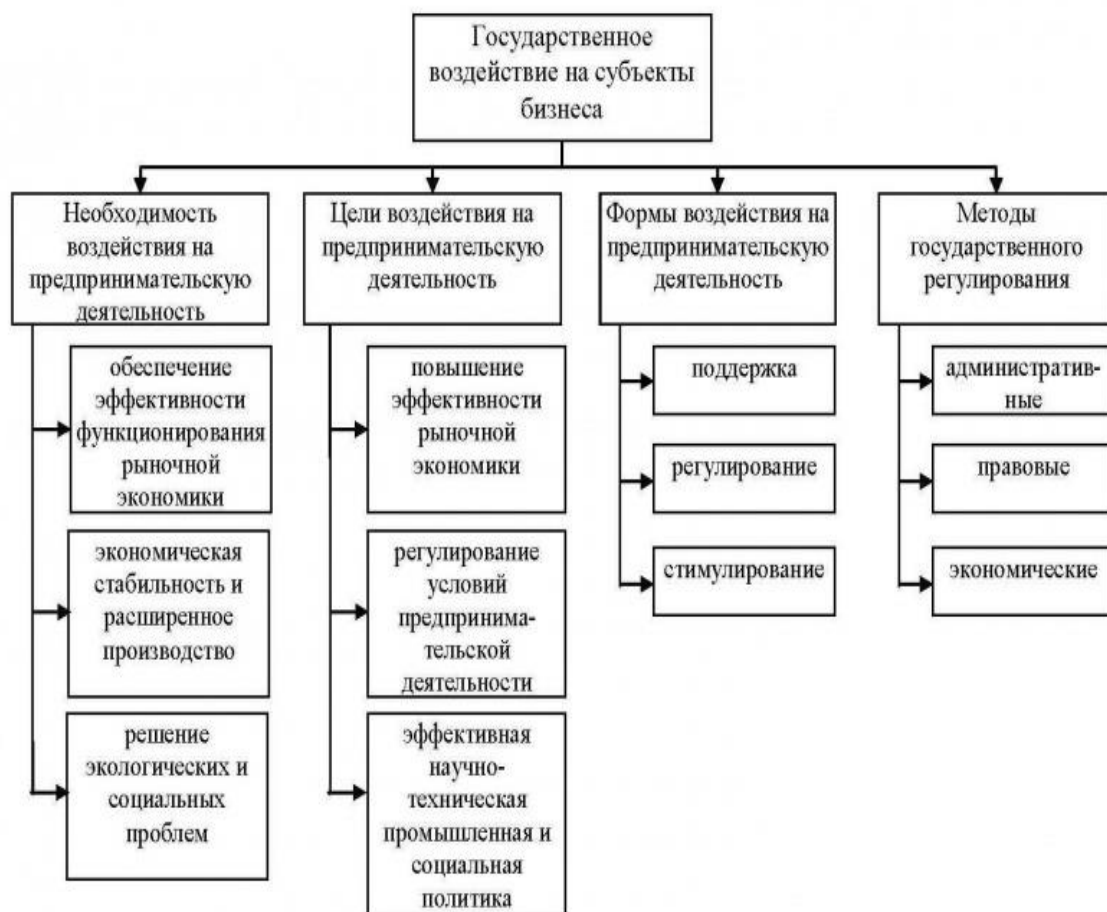 Государственное
воздействие на субъекты
бизнеса
Необходимость
воздействия на
предпринимательскую
деятельность
Цели воздействия на
предпринимательскую
деятельность
Формы воздействия на
предпринимательскую
деятельность
Методы
государственного
регулирования
обеспечение
эффективности
функционирования
рыночной
экономики
экономическая
стабильность и
расширенное
производство
решение
экологических и
социальных
проблем
повышение
эффективности
рыночной
экономики
регулирование
условий
предпринима-
тельской
деятельности
эффективная
научно-
техническая
промышленная и
социальная
политика
поддержка
регулирование
стимулирование
административ-
ные
правовые
экономические